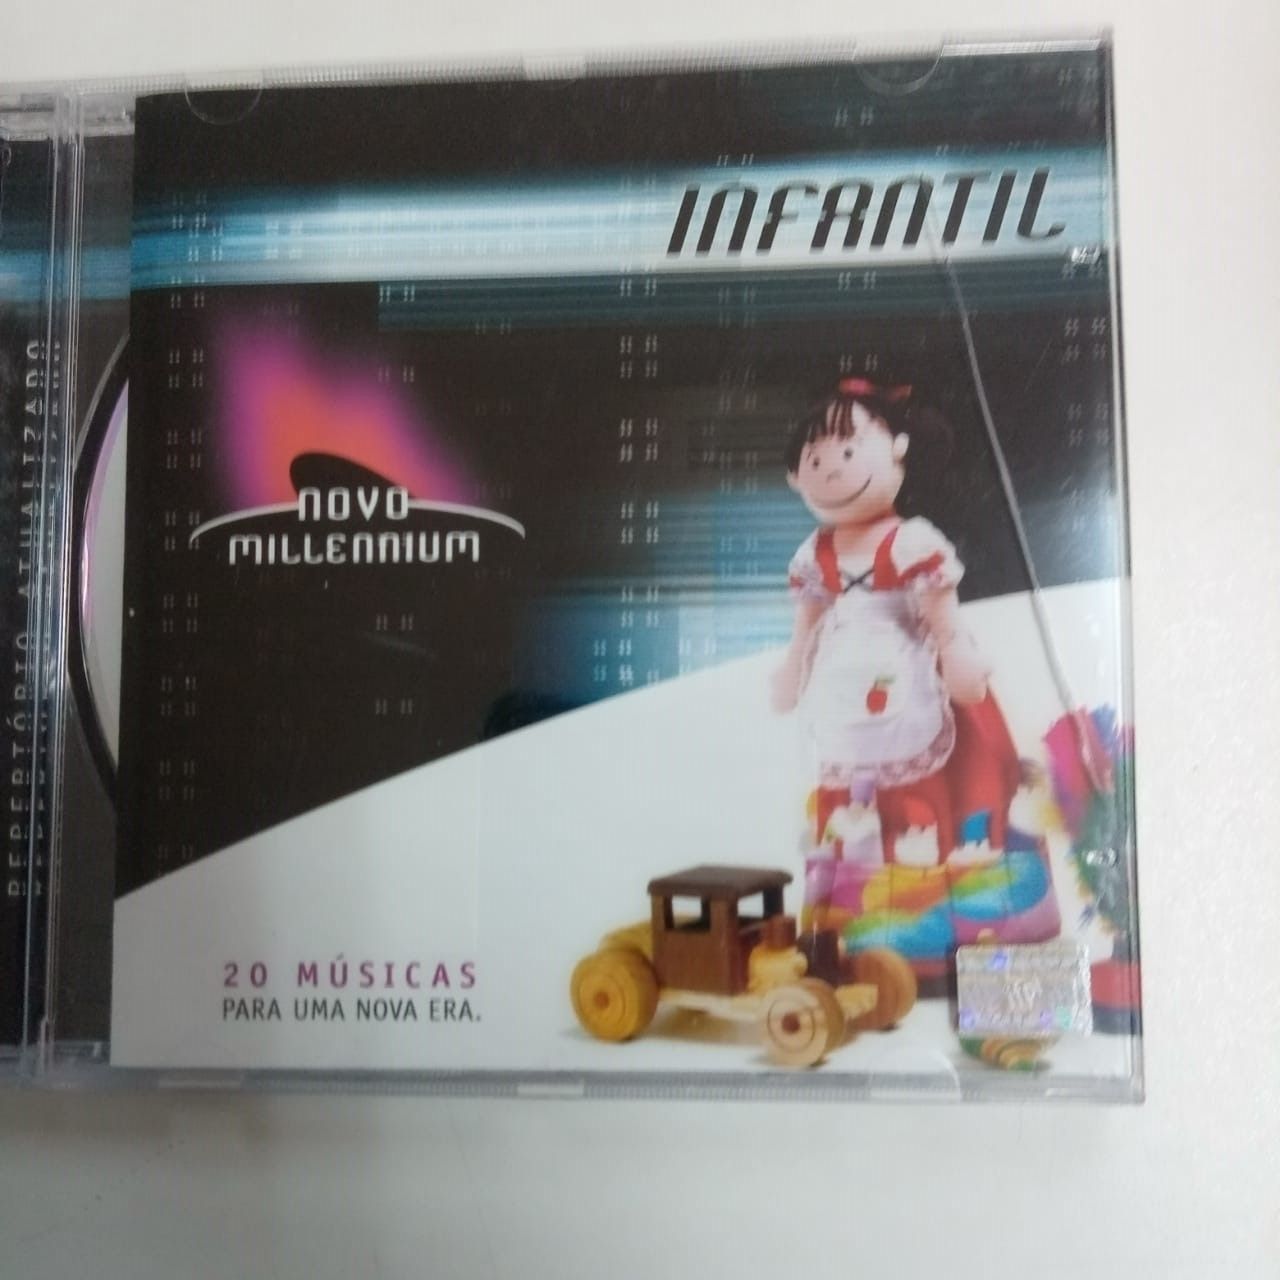 INFANTIL
NOVO
MILLENNIUM
20 MÚSICAS
PARA UMA NOVA ERA.
REPERTÓRIO ATUALIZADO